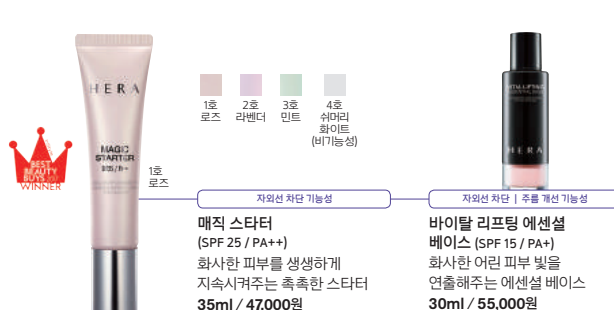 HERA
MAGIC
STARTER
BEST
BEAUTY
BUYS
WINNER
1호
로즈
1호
로즈
2호
라벤더
3호
민트
4호
쉬머리
화이트
(비기능성)
자외선 차단 기능성
매직 스타터
(SPF 25 / PA++)
화사한 피부를 생생하게
지속시켜주는 촉촉한 스타터
35ml / 47,000원
HERA
자외선 차단 | 주름 개선 기능성
바이탈 리프팅 에센셜
베이스 (SPF 15 / PA+)
화사한 어린 피부 빛을
연출해주는 에센셜 베이스
30ml / 55,000원